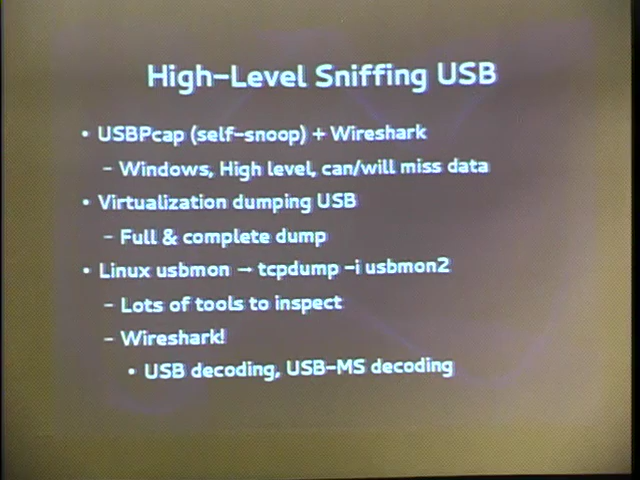 High-Level Sniffing USB
• USBPcap (self-snoop) + Wireshark
– Windows, High level, can/will miss data
• Virtualization dumping USB
– Full & complete dump
• Linux usbmon → tcpdump -i usbmon2
– Lots of tools to inspect
– Wireshark!
• USB decoding, USB-MS decoding